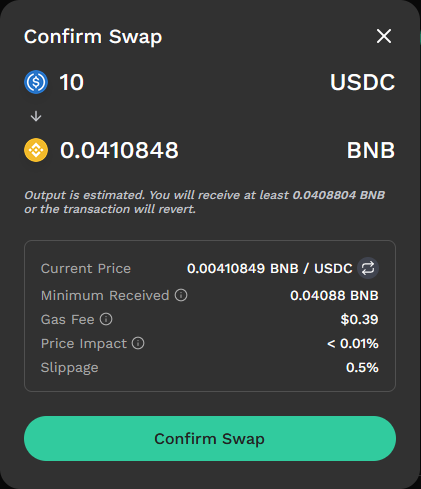 Confirm Swap
10 USDC
0.0410848 BNB
Output is estimated. You will receive at least 0.0408804 BNB
or the transaction will revert.
Current Price 0.00410849 BNB / USDC
Minimum Received 0.04088 BNB
Gas Fee $0.39
Price Impact < 0.01%
Slippage 0.5%
Confirm Swap